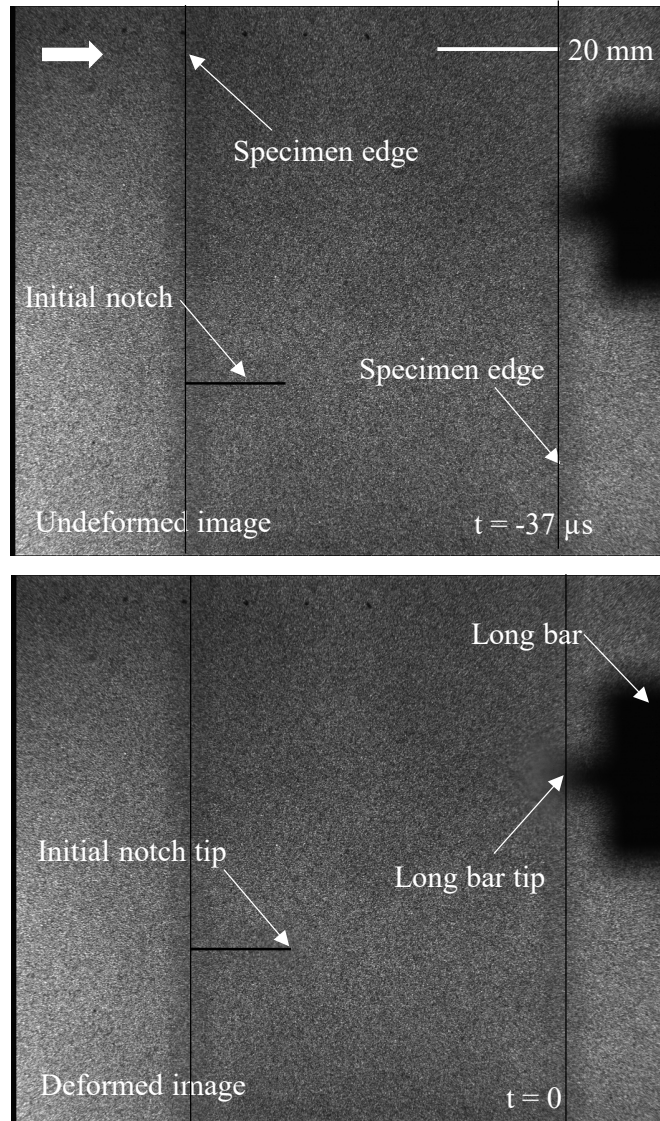 20 mm
Specimen edge
Initial notch
Specimen edge
Undeformed image
t = -37 µs
Long bar
Initial notch tip
Long bar tip
Deformed image
t = 0